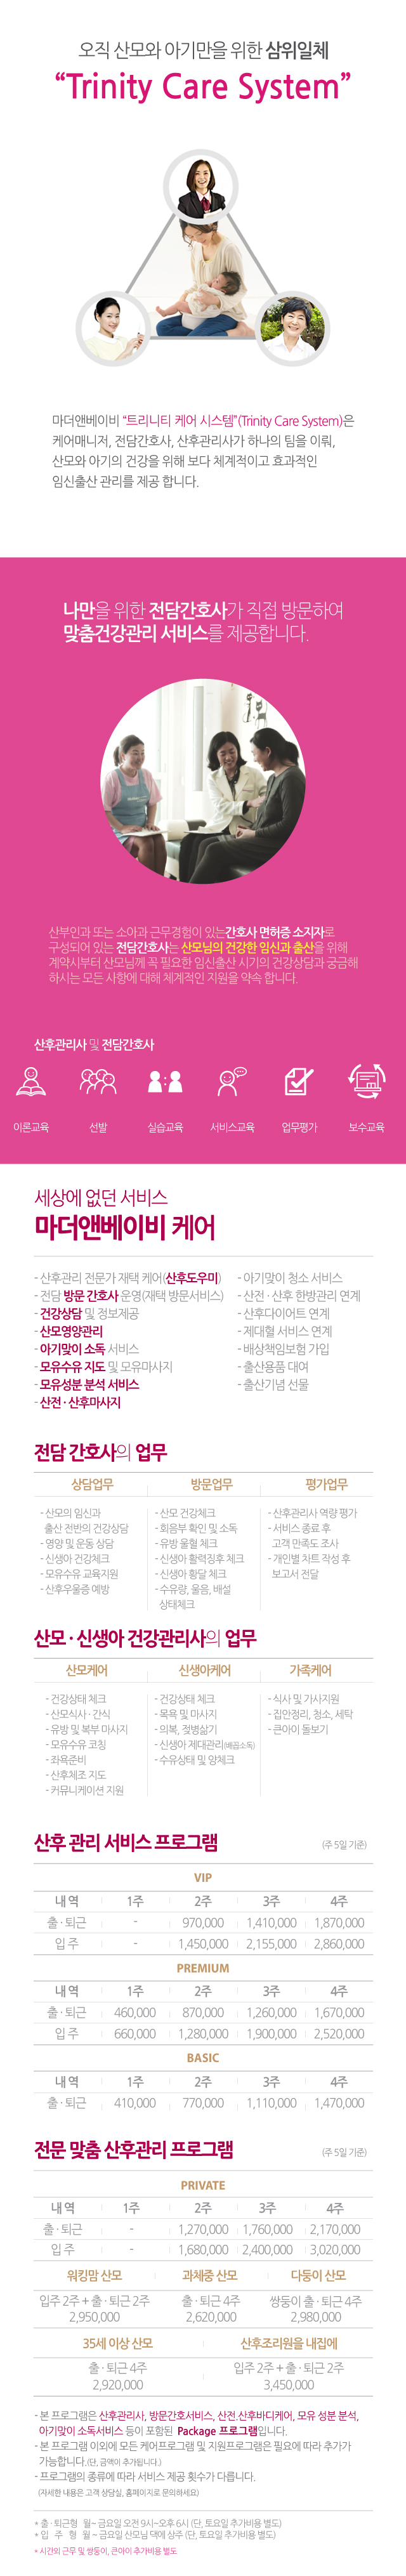 오직 산모와 아기만을 위한 삼위일체
“Trinity Care System”
마더앤베이비 “트리니티 케어 시스템”(Trinity Care System)은
케어매니저, 전담간호사, 산후관리사가 하나의 팀을 이뤄,
산모와 아기의 건강을 위해 보다 체계적이고 효과적인
임신출산 관리를 제공 합니다.
나만을 위한 전담간호사가 직접 방문하여
맞춤건강관리 서비스를 제공합니다.
산부인과 또는 소아과 근무경험이 있는간호사 면허증 소지자로
구성되어 있는 전담간호사는 산모님의 건강한 임신과 출산을 위해
계약시부터 산모님께 꼭 필요한 임신출산 시기의 건강상담과 궁금해
하시는 모든 사항에 대해 체계적인 지원을 약속 합니다.
산후관리사 및 전담간호사
이론교육 선발 실습교육 서비스교육 업무평가 보수교육
세상에 없던 서비스
마더앤베이비 케어
- 산후관리 전문가 재택 케어(산후도우미)
- 전담 방문 간호사 운영(재택 방문서비스)
- 건강상담 및 정보제공
- 산모영양관리
- 아기맞이 소독 서비스
- 모유수유 지도 및 모유마사지
- 모유성분 분석 서비스
- 산전 · 산후마사지
- 아기맞이 청소 서비스
- 산전 · 산후 한방관리 연계
- 산후다이어트 연계
- 제대혈 서비스 연계
- 배상책임보험 가입
- 출산용품 대여
- 출산기념 선물
전담 간호사의 업무
상담업무 방문업무 평가업무
- 산모의 임신과
출산 전반의 건강상담
- 영양 및 운동 상담
- 신생아 건강체크
- 모유수유 교육지원
- 산후우울증 예방
- 산모 건강체크
- 회음부 확인 및 소독
- 유방 울혈 체크
- 신생아 활력징후 체크
- 신생아 황달 체크
- 수유량, 울음, 배설
상태체크
- 산후관리사 역량 평가
- 서비스 종료 후
고객 만족도 조사
- 개인별 차트 작성 후
보고서 전달
산모 · 신생아 건강관리사의 업무
산모케어 신생아케어 가족케어
- 건강상태 체크
- 산모식사 · 간식
- 유방 및 복부 마사지
- 모유수유 코칭
- 좌욕준비
- 산후체조 지도
- 커뮤니케이션 지원
- 건강상태 체크
- 목욕 및 마사지
- 의복, 젖병삶기
- 신생아 제대관리(배꼽소독)
- 수유상태 및 양체크
- 식사 및 가사지원
- 집안정리, 청소, 세탁
- 큰아이 돌보기
산후 관리 서비스 프로그램 (주 5일 기준)
VIP
내 역 1주 2주 3주 4주
출 · 퇴근 - 970,000 1,410,000 1,870,000
입 주 - 1,450,000 2,155,000 2,860,000
PREMIUM
내 역 1주 2주 3주 4주
출 · 퇴근 460,000 870,000 1,260,000 1,670,000
입 주 660,000 1,280,000 1,900,000 2,520,000
BASIC
내 역 1주 2주 3주 4주
출 · 퇴근 410,000 770,000 1,110,000 1,470,000
전문 맞춤 산후관리 프로그램 (주 5일 기준)
PRIVATE
내 역 1주 2주 3주 4주
출 · 퇴근 - 1,270,000 1,760,000 2,170,000
입 주 - 1,680,000 2,400,000 3,020,000
워킹맘 산모 과체중 산모 다둥이 산모
입주 2주 + 출 · 퇴근 2주 출 · 퇴근 4주 쌍둥이 출 · 퇴근 4주
2,950,000 2,620,000 2,980,000
35세 이상 산모 산후조리원을 내집에
출 · 퇴근 4주 입주 2주 + 출 · 퇴근 2주
2,920,000 3,450,000
- 본 프로그램은 산후관리사, 방문간호서비스, 산전.산후바디케어, 모유 성분 분석,
아기맞이 소독서비스 등이 포함된 Package 프로그램입니다.
- 본 프로그램 이외에 모든 케어프로그램 및 지원프로그램은 필요에 따라 추가가
가능합니다.(단, 금액이 추가됩니다.)
- 프로그램의 종류에 따라 서비스 제공 횟수가 다릅니다.
(자세한 내용은 고객 상담실, 홈페이지로 문의하세요)
* 출 · 퇴근형 월~ 금요일 오전 9시~오후 6시 (단, 토요일 추가비용 별도)
* 입 주 형 월 ~ 금요일 산모님 댁에 상주 (단, 토요일 추가비용 별도)
* 시간외 근무 및 쌍둥이, 큰아이 추가비용 별도